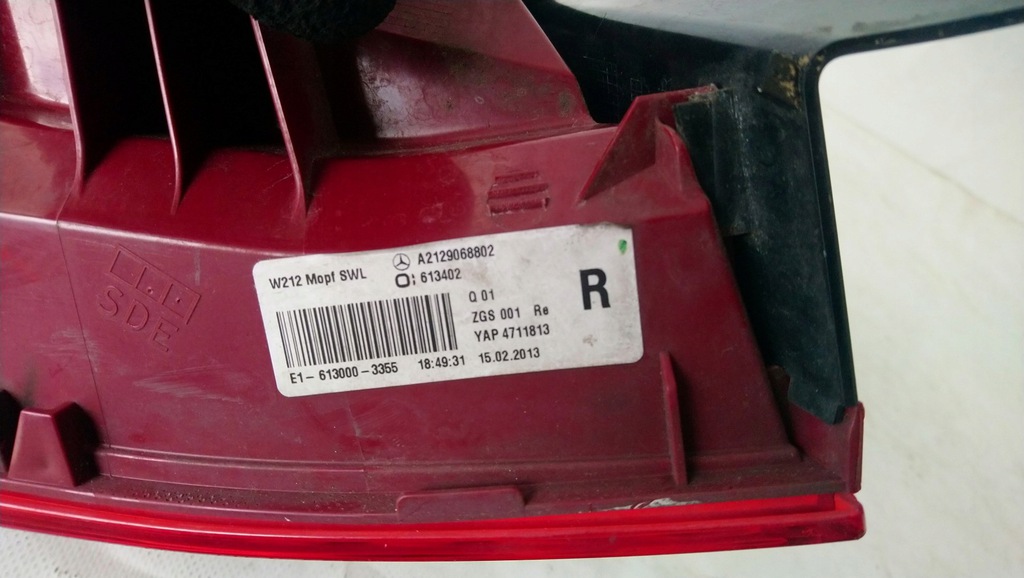 W212 Mopf SWL
A2129068802
613402
Q 01
R
ZGS 001 Re
YAP 4711813
E1-613000-3355 18:49:31 15.02.2013
SDE